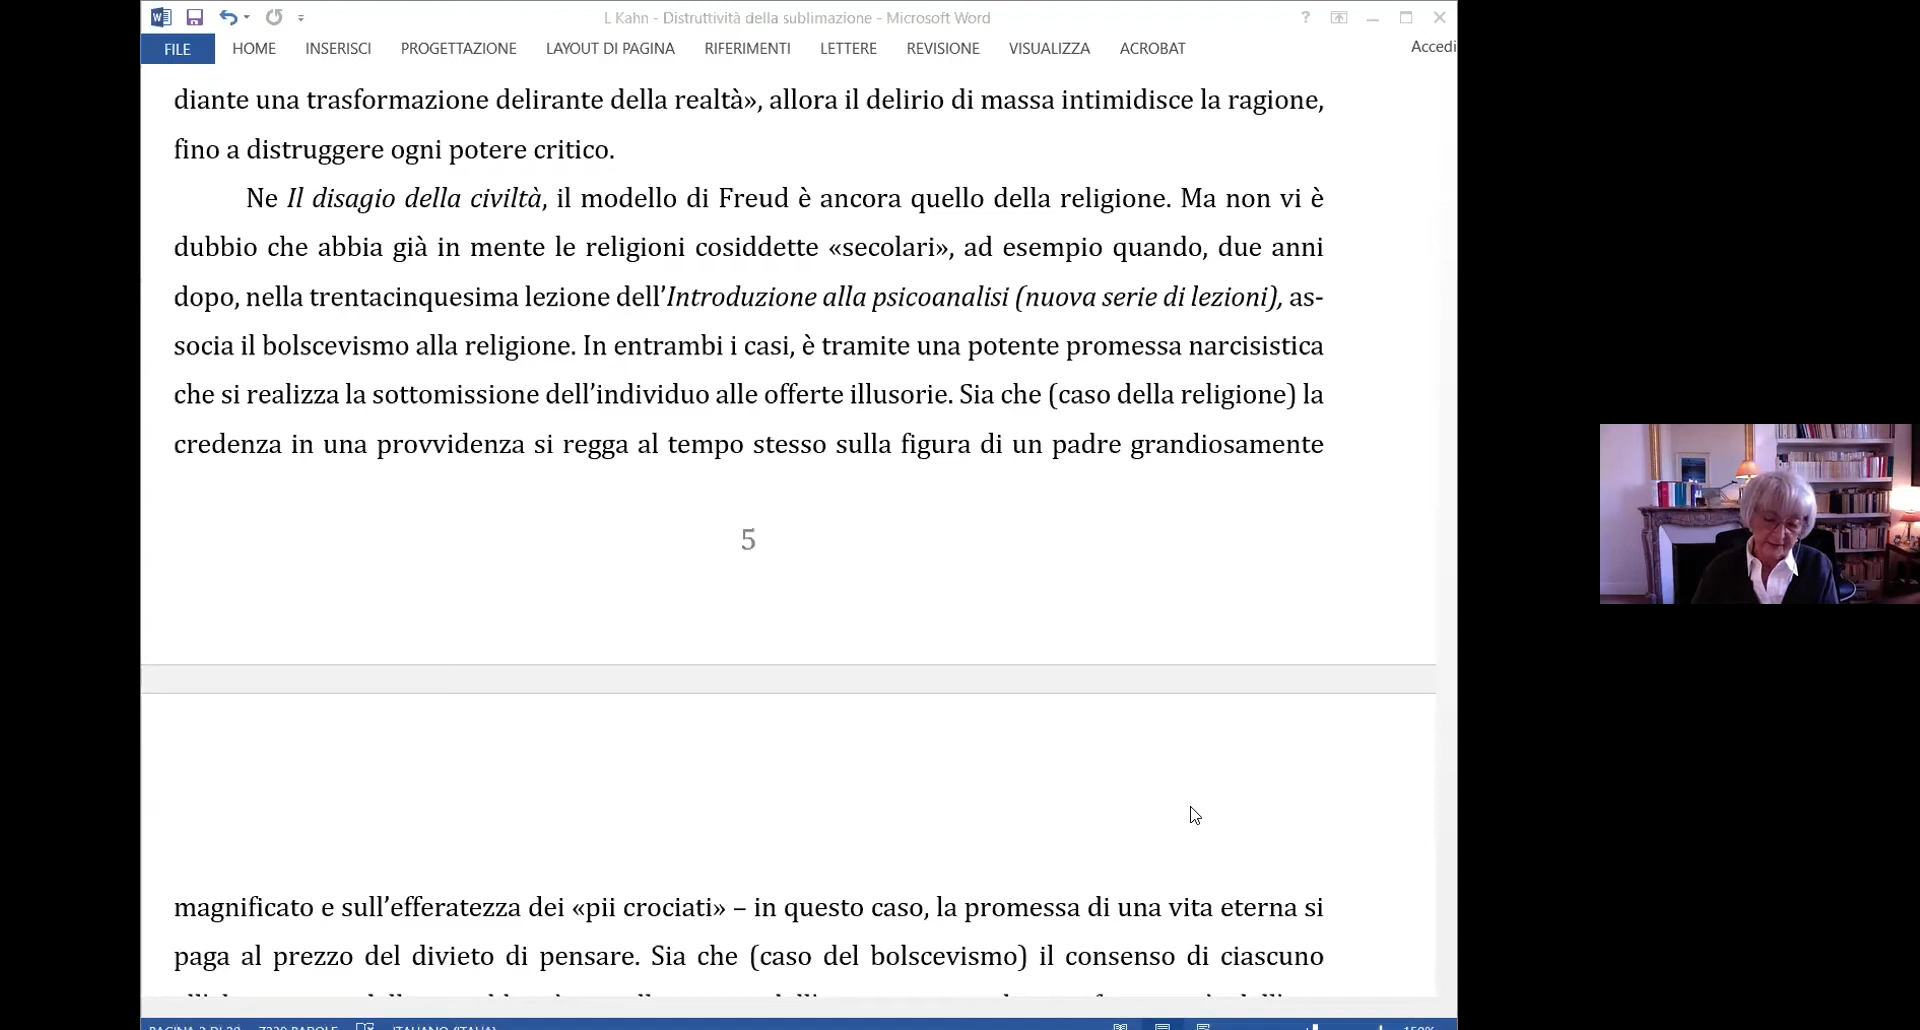 L Kahn - Distruttività della sublimazione - Microsoft Word
?
FILE HOME INSERISCI PROGETTAZIONE LAYOUT DI PAGINA RIFERIMENTI LETTERE REVISIONE VISUALIZZA ACROBAT Accedi
diante una trasformazione delirante della realtà», allora il delirio di massa intimidisce la ragione,
fino a distruggere ogni potere critico.
Ne Il disagio della civiltà, il modello di Freud è ancora quello della religione. Ma non vi è
dubbio che abbia già in mente le religioni cosiddette «secolari», ad esempio quando, due anni
dopo, nella trentacinquesima lezione dell’Introduzione alla psicoanalisi (nuova serie di lezioni), as-
socia il bolscevismo alla religione. In entrambi i casi, è tramite una potente promessa narcisistica
che si realizza la sottomissione dell’individuo alle offerte illusorie. Sia che (caso della religione) la
credenza in una provvidenza si regga al tempo stesso sulla figura di un padre grandiosamente
5
magnificato e sull’efferatezza dei «pii crociati» – in questo caso, la promessa di una vita eterna si
paga al prezzo del divieto di pensare. Sia che (caso del bolscevismo) il consenso di ciascuno